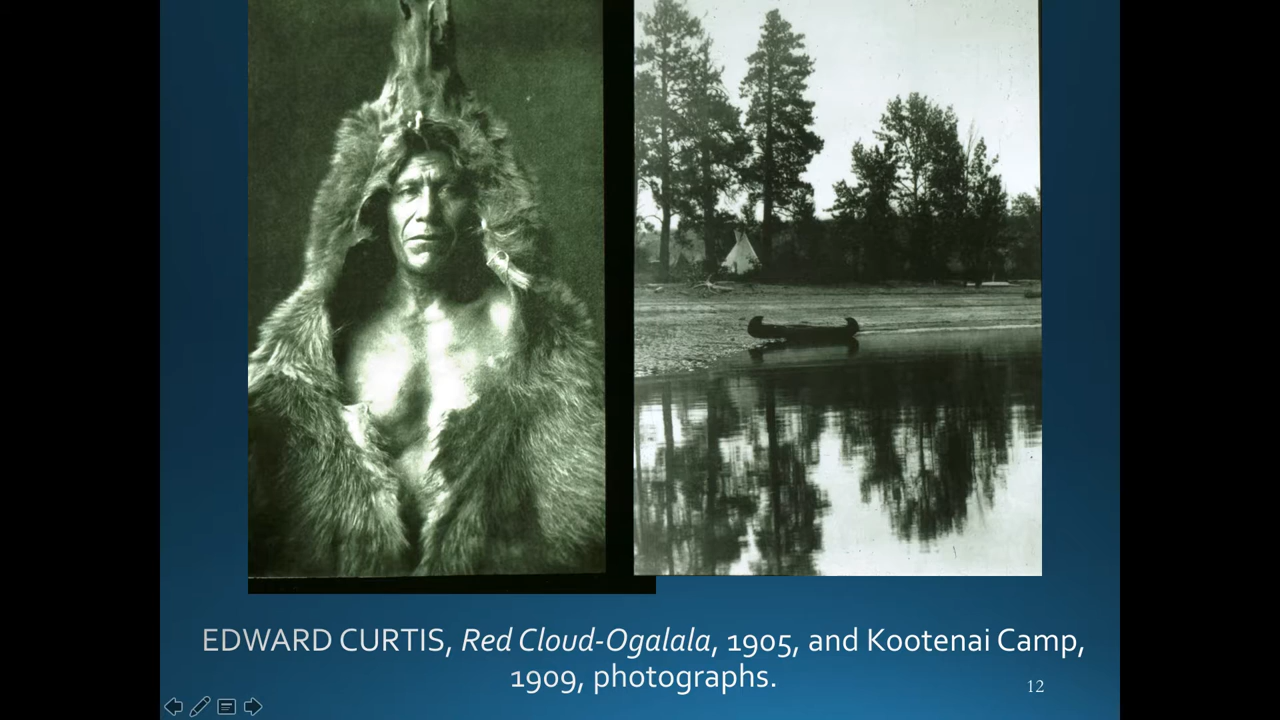 EDWARD CURTIS, Red Cloud-Ogalala, 1905, and Kootenai Camp,
1909, photographs.
12